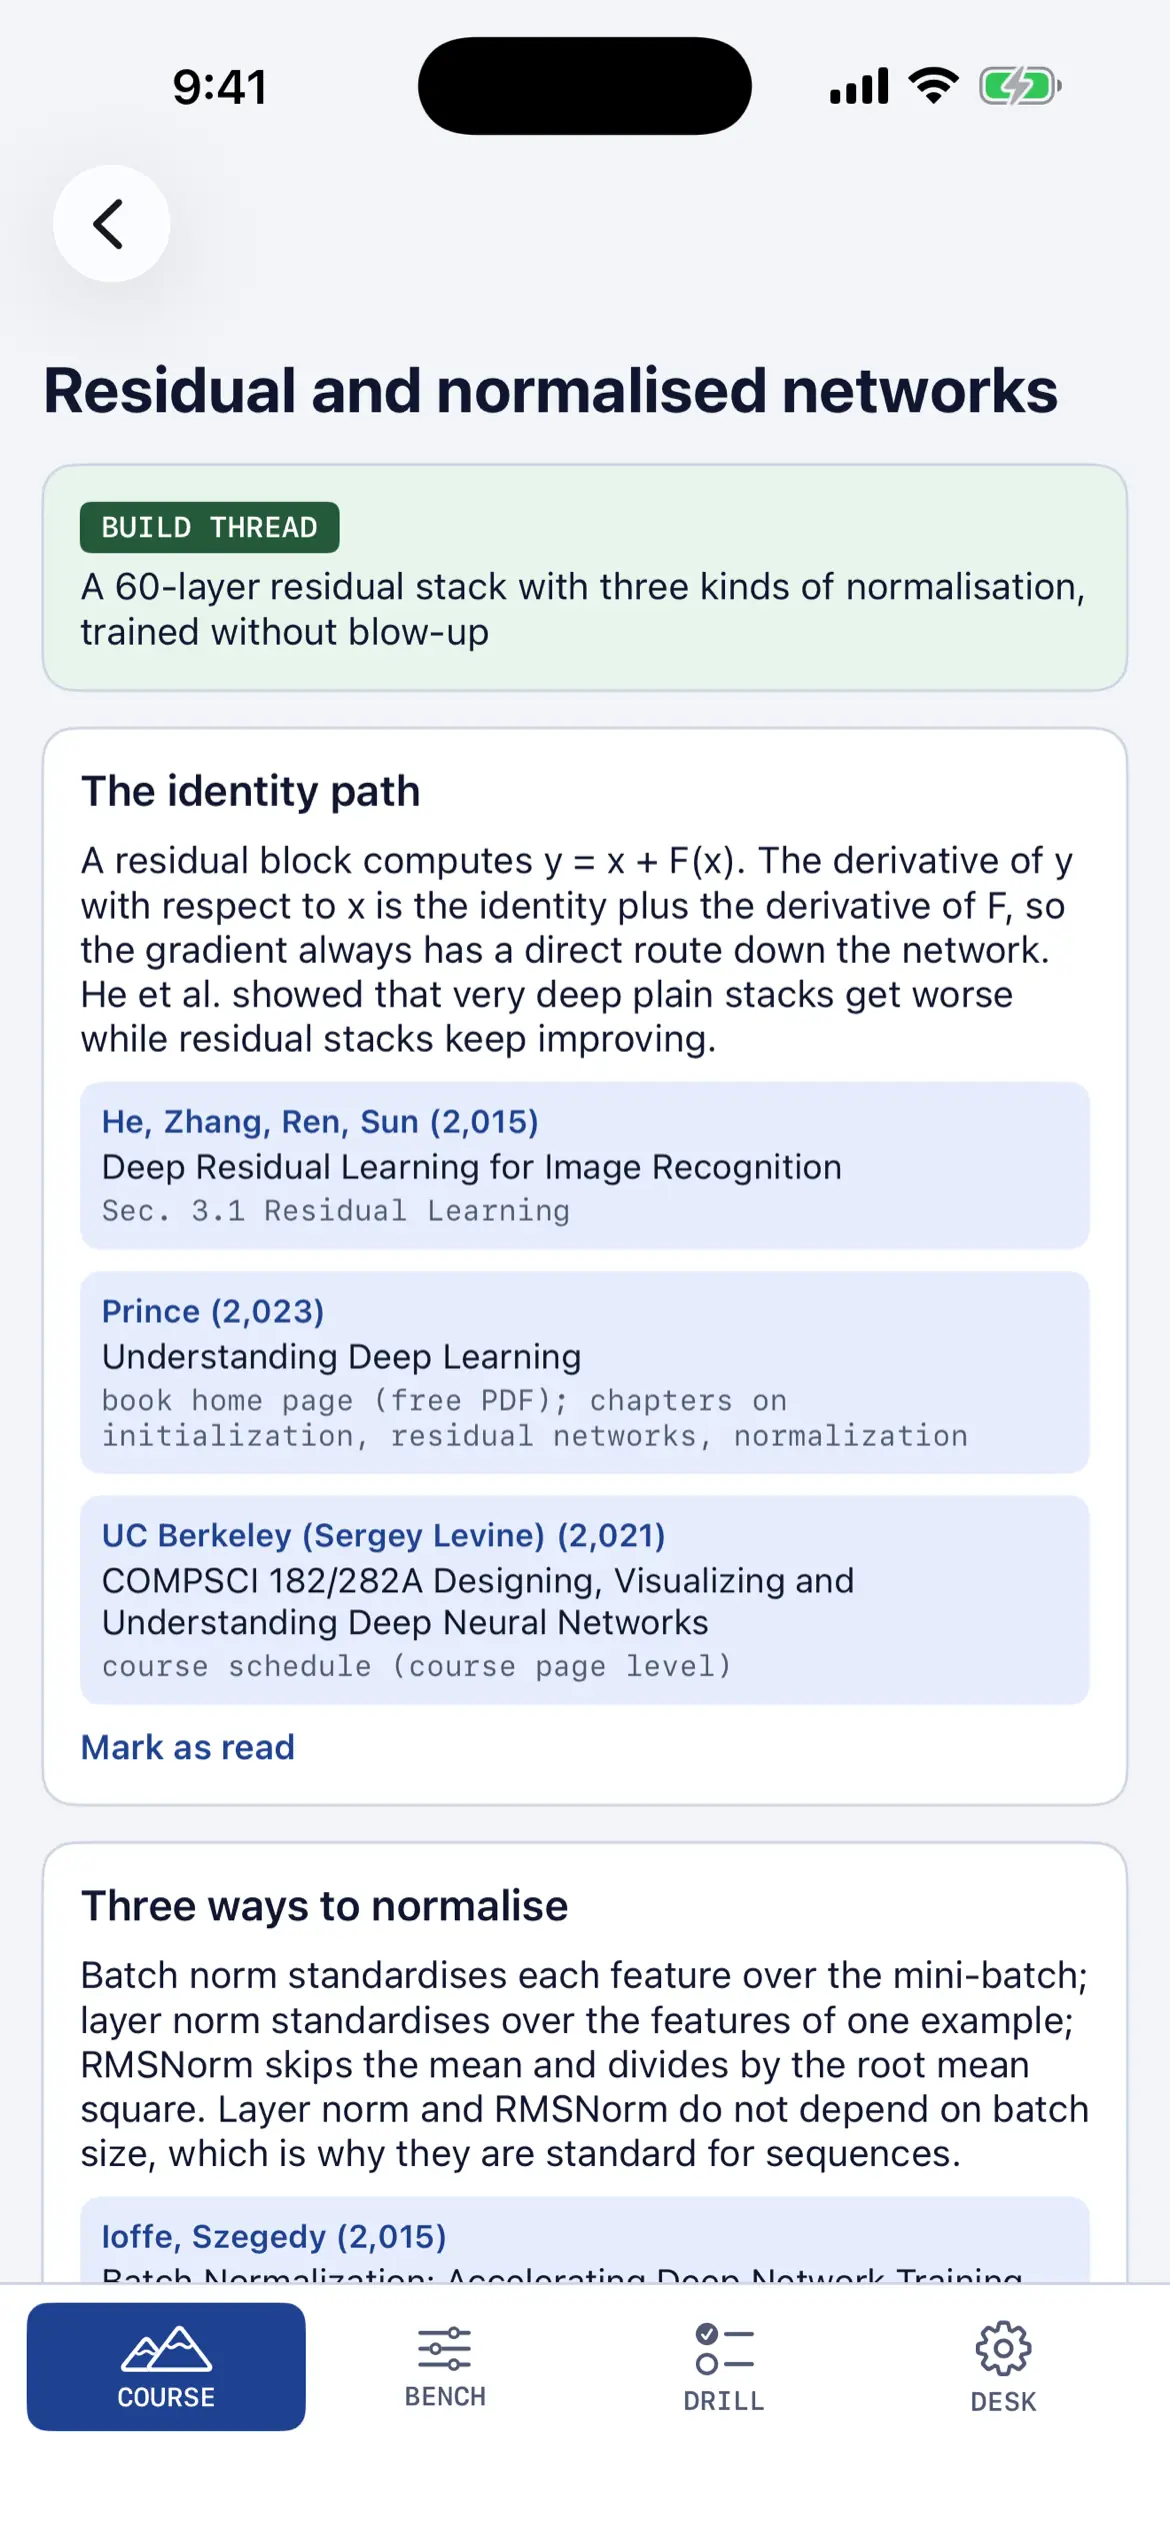 9:41
Residual and normalised networks
BUILD THREAD
A 60-layer residual stack with three kinds of normalisation,
trained without blow-up
The identity path
A residual block computes y = x + F(x). The derivative of y
with respect to x is the identity plus the derivative of F, so
the gradient always has a direct route down the network.
He et al. showed that very deep plain stacks get worse
while residual stacks keep improving.
He, Zhang, Ren, Sun (2,015)
Deep Residual Learning for Image Recognition
Sec. 3.1 Residual Learning
Prince (2,023)
Understanding Deep Learning
book home page (free PDF); chapters on
initialization, residual networks, normalization
UC Berkeley (Sergey Levine) (2,021)
COMPSCI 182/282A Designing, Visualizing and
Understanding Deep Neural Networks
course schedule (course page level)
Mark as read
Three ways to normalise
Batch norm standardises each feature over the mini-batch;
layer norm standardises over the features of one example;
RMSNorm skips the mean and divides by the root mean
square. Layer norm and RMSNorm do not depend on batch
size, which is why they are standard for sequences.
Ioffe, Szegedy (2,015)
Batch Normalization: Accelerating Deep Network Training
COURSE
BENCH
DRILL
DESK